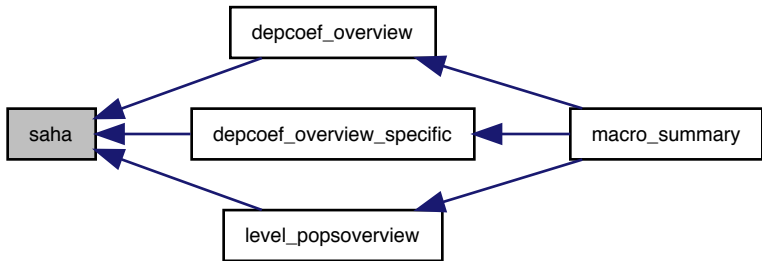 depcoef_overview
saha
depcoef_overview_specific
macro_summary
level_popsoverview